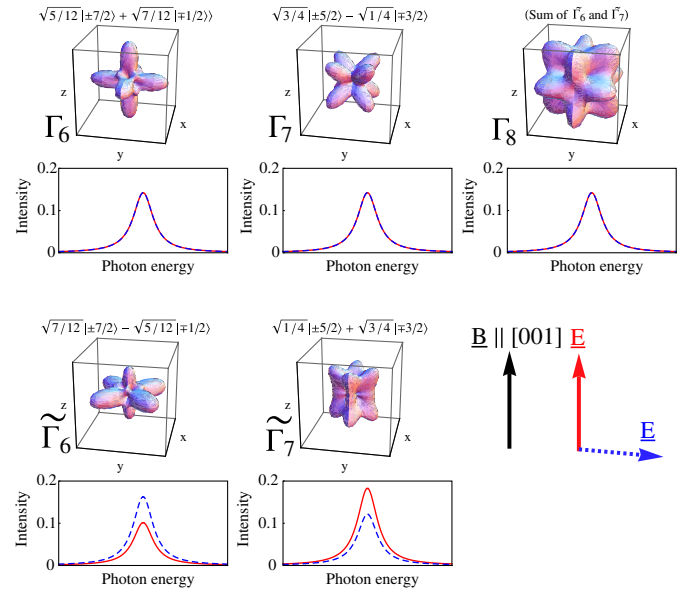 √5/12 |±7/2⟩ + √7/12 |∓1/2⟩⟩
√3/4 |±5/2⟩ − √1/4 |∓3/2⟩
(Sum of Γ̃6 and Γ̃7)
z
x
y
Γ6
z
x
y
Γ7
z
x
y
Γ8
0.2
0.1
0
Intensity
Photon energy
0.2
0.1
0
Intensity
Photon energy
0.2
0.1
0
Intensity
Photon energy
√7/12 |±7/2⟩ − √5/12 |∓1/2⟩
√1/4 |±5/2⟩ + √3/4 |∓3/2⟩
B || [001] E
E
z
x
y
Γ̃6
z
x
y
Γ̃7
0.2
0.1
0
Intensity
Photon energy
0.2
0.1
0
Intensity
Photon energy